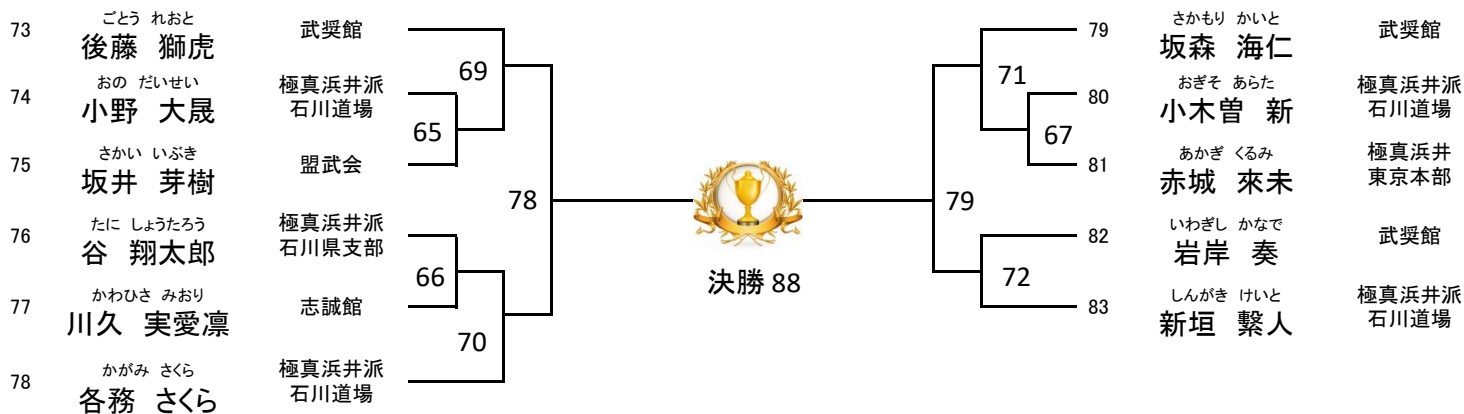 73
ごとう れおと
後藤 獅虎
武奨館
74
おの だいせい
小野 大晟
極真浜井派
石川道場
75
さかい いぶき
坂井 芽樹
盟武会
76
たに しょうたろう
谷 翔太郎
極真浜井派
石川県支部
77
かわひさ みおり
川久 実愛凛
志誠館
78
かがみ さくら
各務 さくら
極真浜井派
石川道場
69
65
78
66
70
決勝 88
71
67
79
72
79
さかもり かいと
坂森 海仁
武奨館
80
おぎそ あらた
小木曽 新
極真浜井派
石川道場
81
あかぎ くるみ
赤城 來未
極真浜井
東京本部
82
いわぎし かなで
岩岸 奏
武奨館
83
しんがき けいと
新垣 繋人
極真浜井派
石川道場